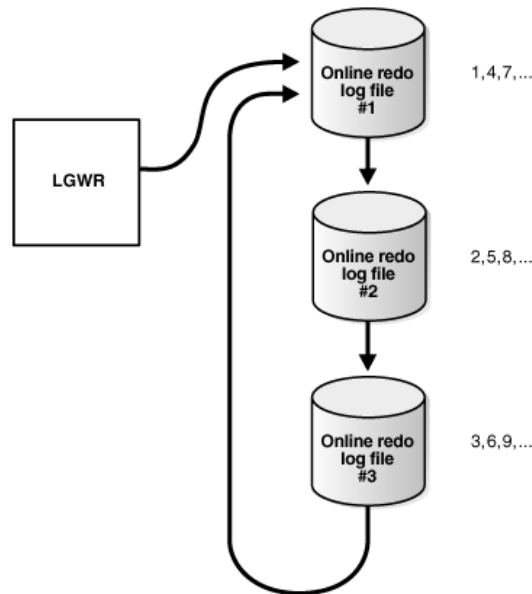 Online redo
log file
#1
1,4,7,...
LGWR
Online redo
log file
#2
2,5,8,...
Online redo
log file
#3
3,6,9,...